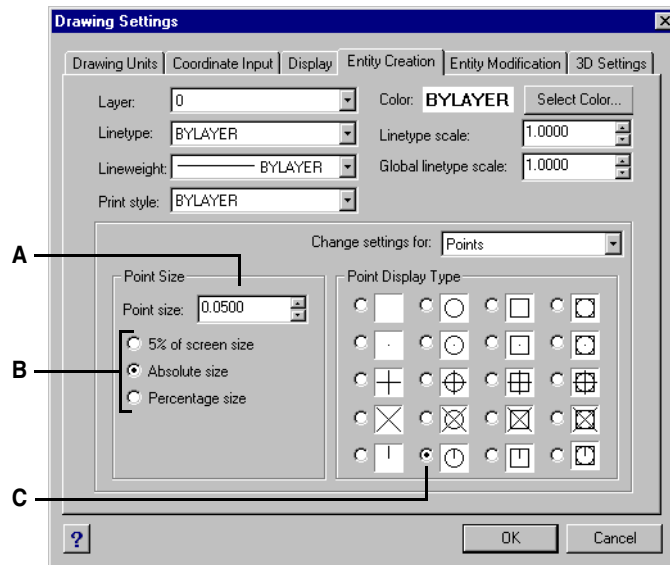 Drawing Settings
Drawing Units Coordinate Input Display Entity Creation Entity Modification 3D Settings
Layer: 0 Color: BYLAYER Select Color...
Linetype: BYLAYER Linetype scale: 1.0000
Lineweight: BYLAYER Global linetype scale: 1.0000
Print style: BYLAYER
Change settings for: Points
A
Point Size Point Display Type
Point size: 0.0500
5% of screen size
B Absolute size
Percentage size
C
? OK Cancel